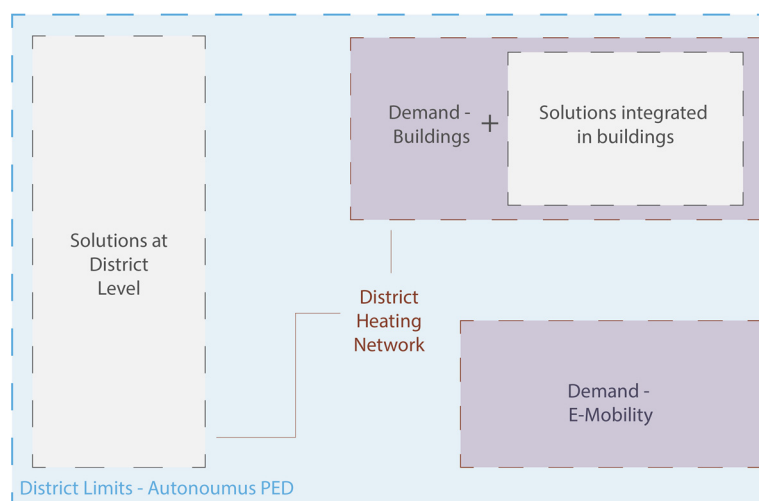 Demand -
Buildings
+
Solutions integrated
in buildings
Solutions at
District
Level
District
Heating
Network
Demand -
E-Mobility
District Limits - Autonoumus PED